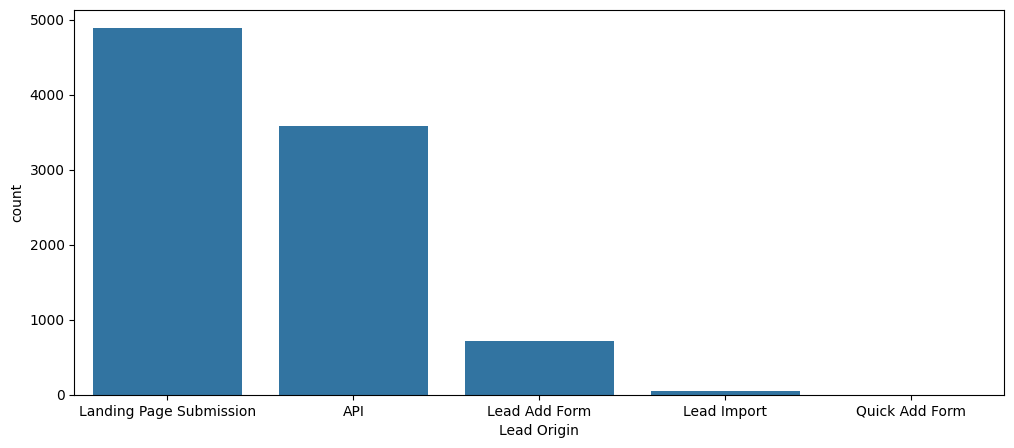 5000
4000
3000
2000
1000
0
count
Landing Page Submission
API
Lead Add Form
Lead Import
Quick Add Form
Lead Origin